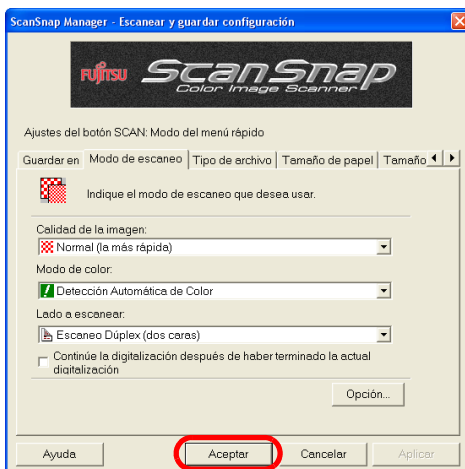 ScanSnap Manager - Escanear y guardar configuración
FUJITSU ScanSnap
Color Image Scanner
Ajustes del botón SCAN: Modo del menú rápido
Guardar en Modo de escaneo Tipo de archivo Tamaño de papel Tamaño
Indique el modo de escaneo que desea usar.
Calidad de la imagen:
Normal (la más rápida)
Modo de color:
Detección Automática de Color
Lado a escanear:
Escaneo Dúplex (dos caras)
Continúe la digitalización después de haber terminado la actual
digitalización
Opción...
Ayuda Aceptar Cancelar Aplicar